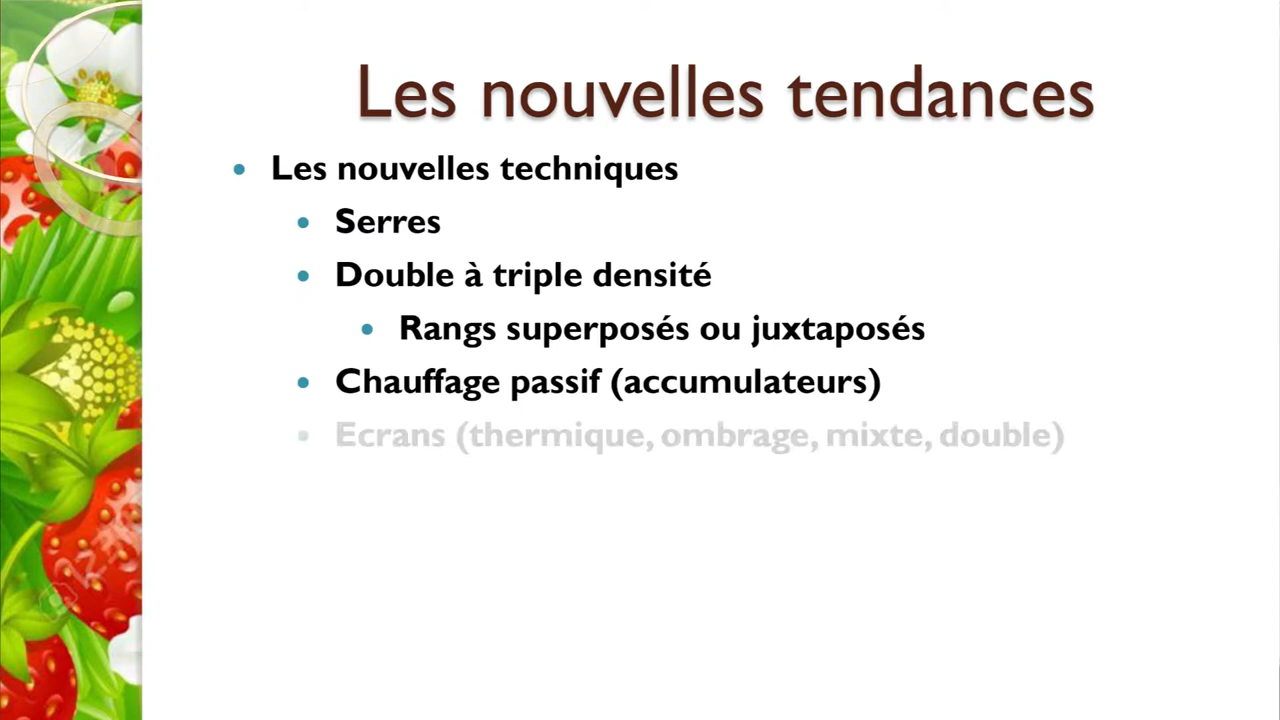 Les nouvelles tendances
Les nouvelles techniques
Serres
Double à triple densité
Rangs superposés ou juxtaposés
Chauffage passif (accumulateurs)
Ecrans (thermique, ombrage, mixte, double)